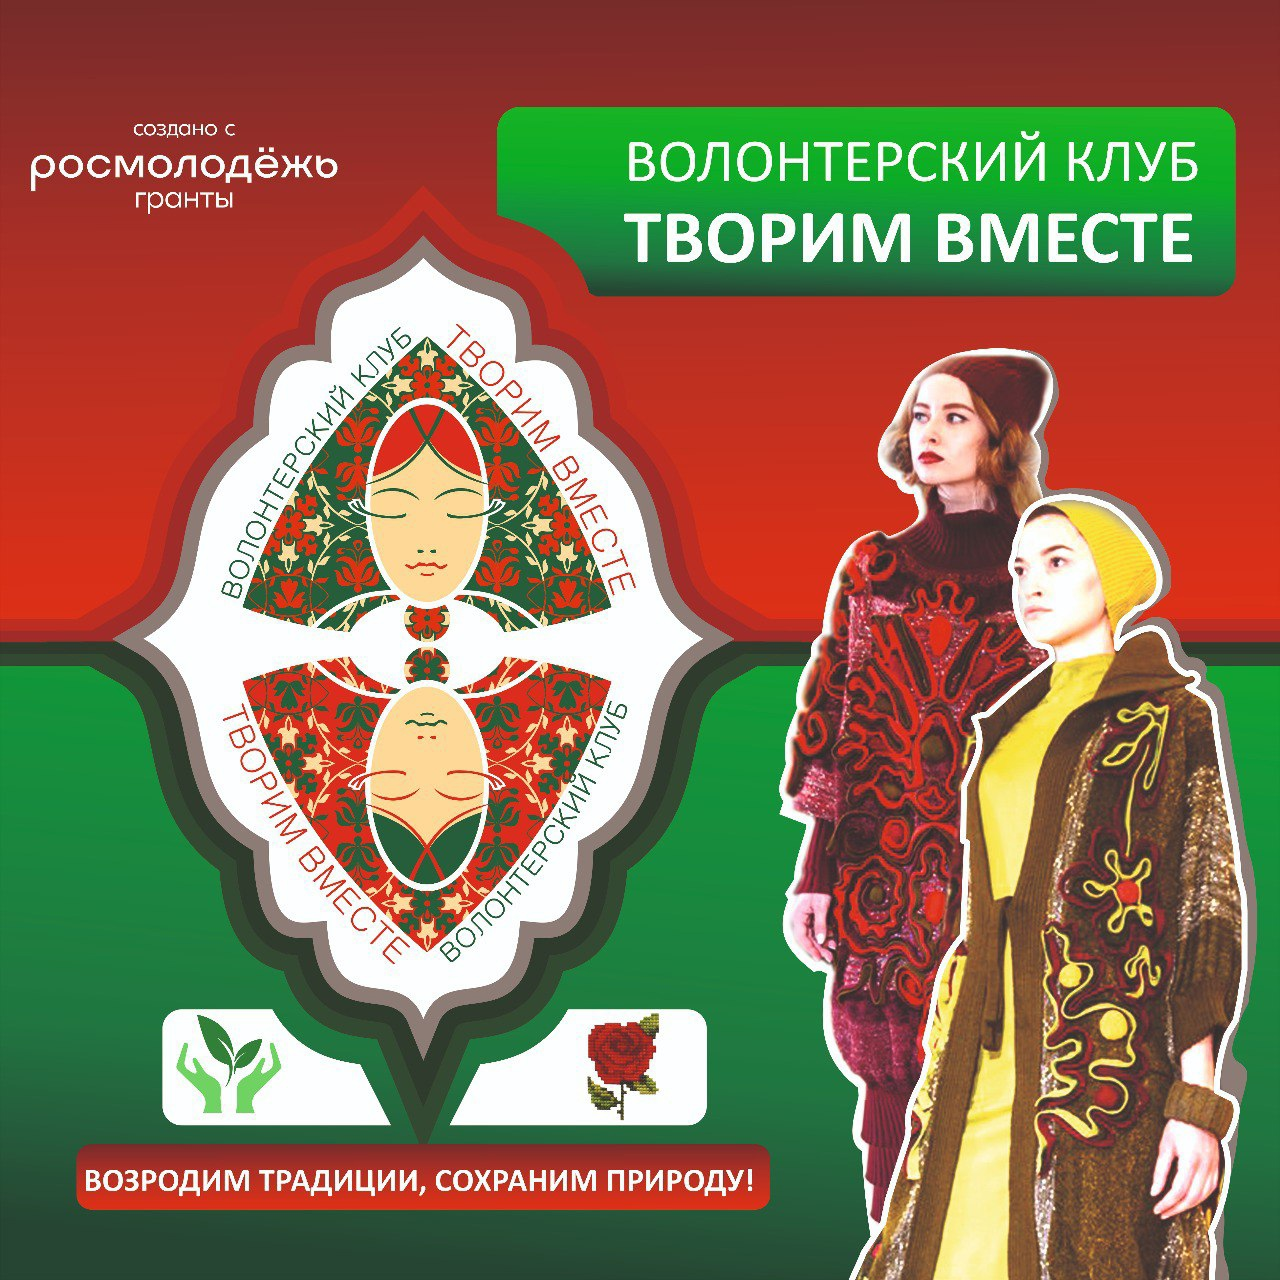 создано с
росмолодёжь
гранты
ВОЛОНТЕРСКИЙ КЛУБ
ТВОРИМ ВМЕСТЕ
ВОЛОНТЕРСКИЙ КЛУБ
ТВОРИМ ВМЕСТЕ
ТВОРИМ ВМЕСТЕ
ВОЛОНТЕРСКИЙ КЛУБ
ВОЗРОДИМ ТРАДИЦИИ, СОХРАНИМ ПРИРОДУ!